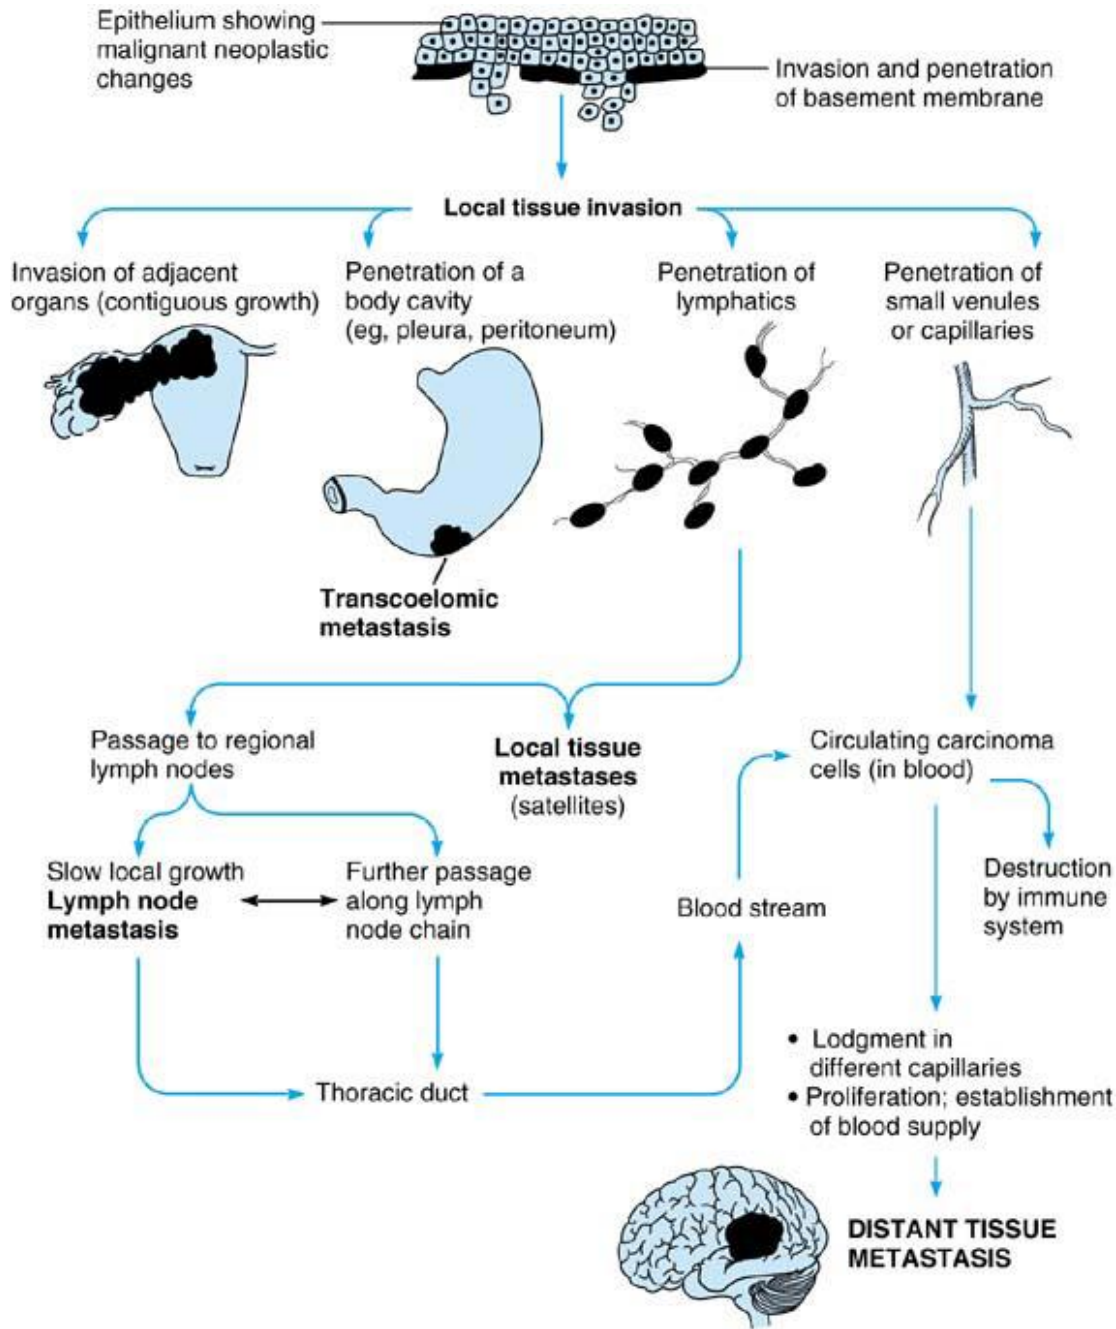 Epithelium showing
malignant neoplastic
changes
Invasion and penetration
of basement membrane
Local tissue invasion
Invasion of adjacent
organs (contiguous growth)
Penetration of a
body cavity
(eg, pleura, peritoneum)
Penetration of
lymphatics
Penetration of
small venules
or capillaries
Transcoelomic
metastasis
Passage to regional
lymph nodes
Local tissue
metastases
(satellites)
Circulating carcinoma
cells (in blood)
Slow local growth
Lymph node
metastasis
Further passage
along lymph
node chain
Blood stream
Destruction
by immune
system
Thoracic duct
• Lodgment in
different capillaries
• Proliferation; establishment
of blood supply
DISTANT TISSUE
METASTASIS